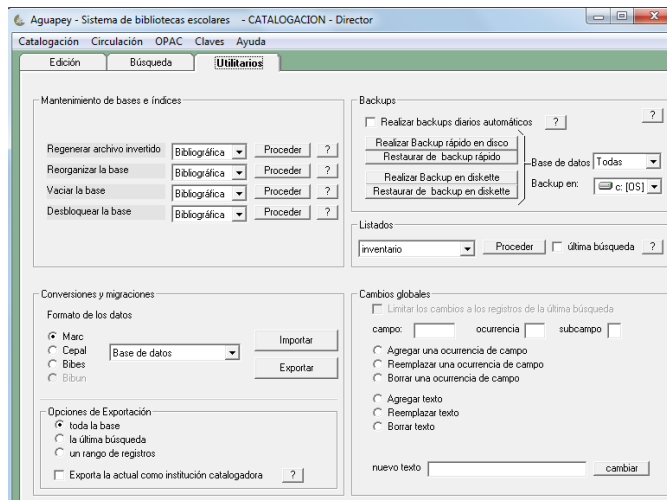 Aguapey - Sistema de bibliotecas escolares - CATALOGACION - Director
Catalogación Circulación OPAC Claves Ayuda
Edición Búsqueda Utilitarios
Mantenimiento de bases e índices
Regenerar archivo invertido Bibliográfica Proceder ?
Reorganizar la base Bibliográfica Proceder ?
Vaciar la base Bibliográfica Proceder ?
Desbloquear la base Bibliográfica Proceder ?
Backups
Realizar backups diarios automáticos ? ?
Realizar Backup rápido en disco
Restaurar de backup rápido
Realizar Backup en diskette
Restaurar de backup en diskette
Base de datos Todas
Backup en: c: [OS]
Listados
inventario Proceder última búsqueda ?
Conversiones y migraciones
Formato de los datos
Marc
Cepal
Bibes
Bibun
Base de datos
Importar
Exportar
Opciones de Exportación
toda la base
la última búsqueda
un rango de registros
Exporta la actual como institución catalogadora ?
Cambios globales
Limitar los cambios a los registros de la última búsqueda
campo: ocurrencia subcampo
Agregar una ocurrencia de campo
Reemplazar una ocurrencia de campo
Borrar una ocurrencia de campo
Agregar texto
Reemplazar texto
Borrar texto
nuevo texto cambiar